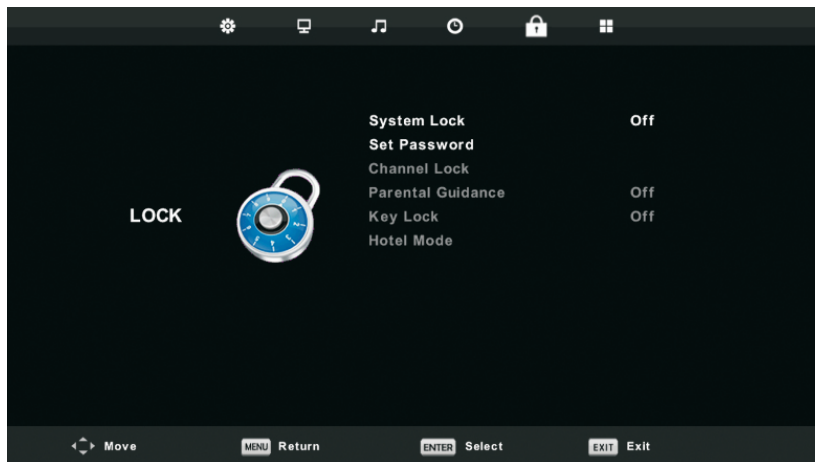 System Lock Off
Set Password
Channel Lock
Parental Guidance Off
Key Lock Off
Hotel Mode
LOCK
Move MENU Return ENTER Select EXIT Exit